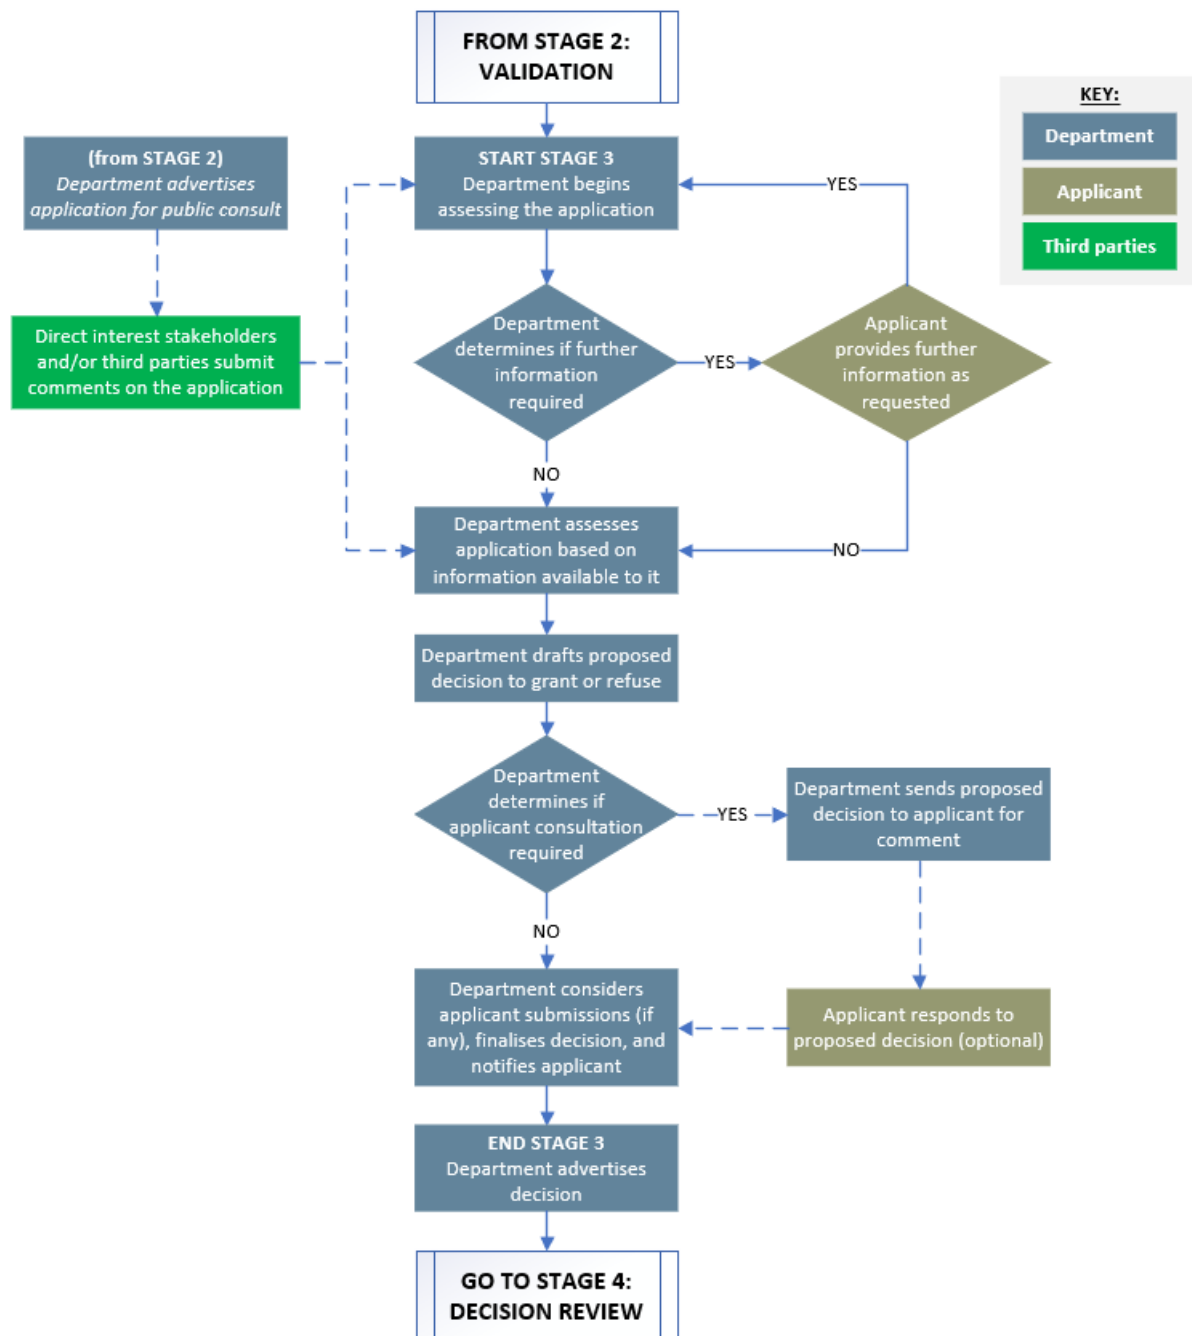 FROM STAGE 2:
VALIDATION
KEY:
Department
Applicant
Third parties
(from STAGE 2)
Department advertises
application for public consult
START STAGE 3
Department begins
assessing the application
YES
Direct interest stakeholders
and/or third parties submit
comments on the application
Department
determines if further
information
required
YES
Applicant
provides further
information as
requested
NO
Department assesses
application based on
information available to it
NO
Department drafts proposed
decision to grant or refuse
Department
determines if
applicant consultation
required
YES
Department sends proposed
decision to applicant for
comment
NO
Department considers
applicant submissions (if
any), finalises decision, and
notifies applicant
Applicant responds to
proposed decision (optional)
END STAGE 3
Department advertises
decision
GO TO STAGE 4:
DECISION REVIEW